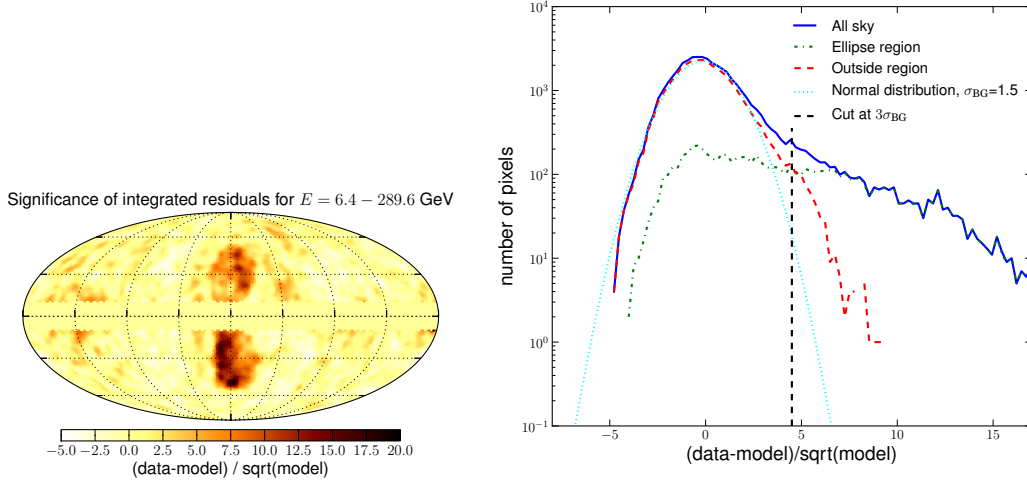 Significance of integrated residuals for E = 6.4 − 289.6 GeV
−5.0 −2.5 0.0 2.5 5.0 7.5 10.0 12.5 15.0 17.5 20.0
(data-model) / sqrt(model)
All sky
Ellipse region
Outside region
Normal distribution, σ_BG=1.5
Cut at 3σ_BG
number of pixels
10^4
10^3
10^2
10^1
10^0
10^−1
−5 0 5 10 15
(data-model)/sqrt(model)